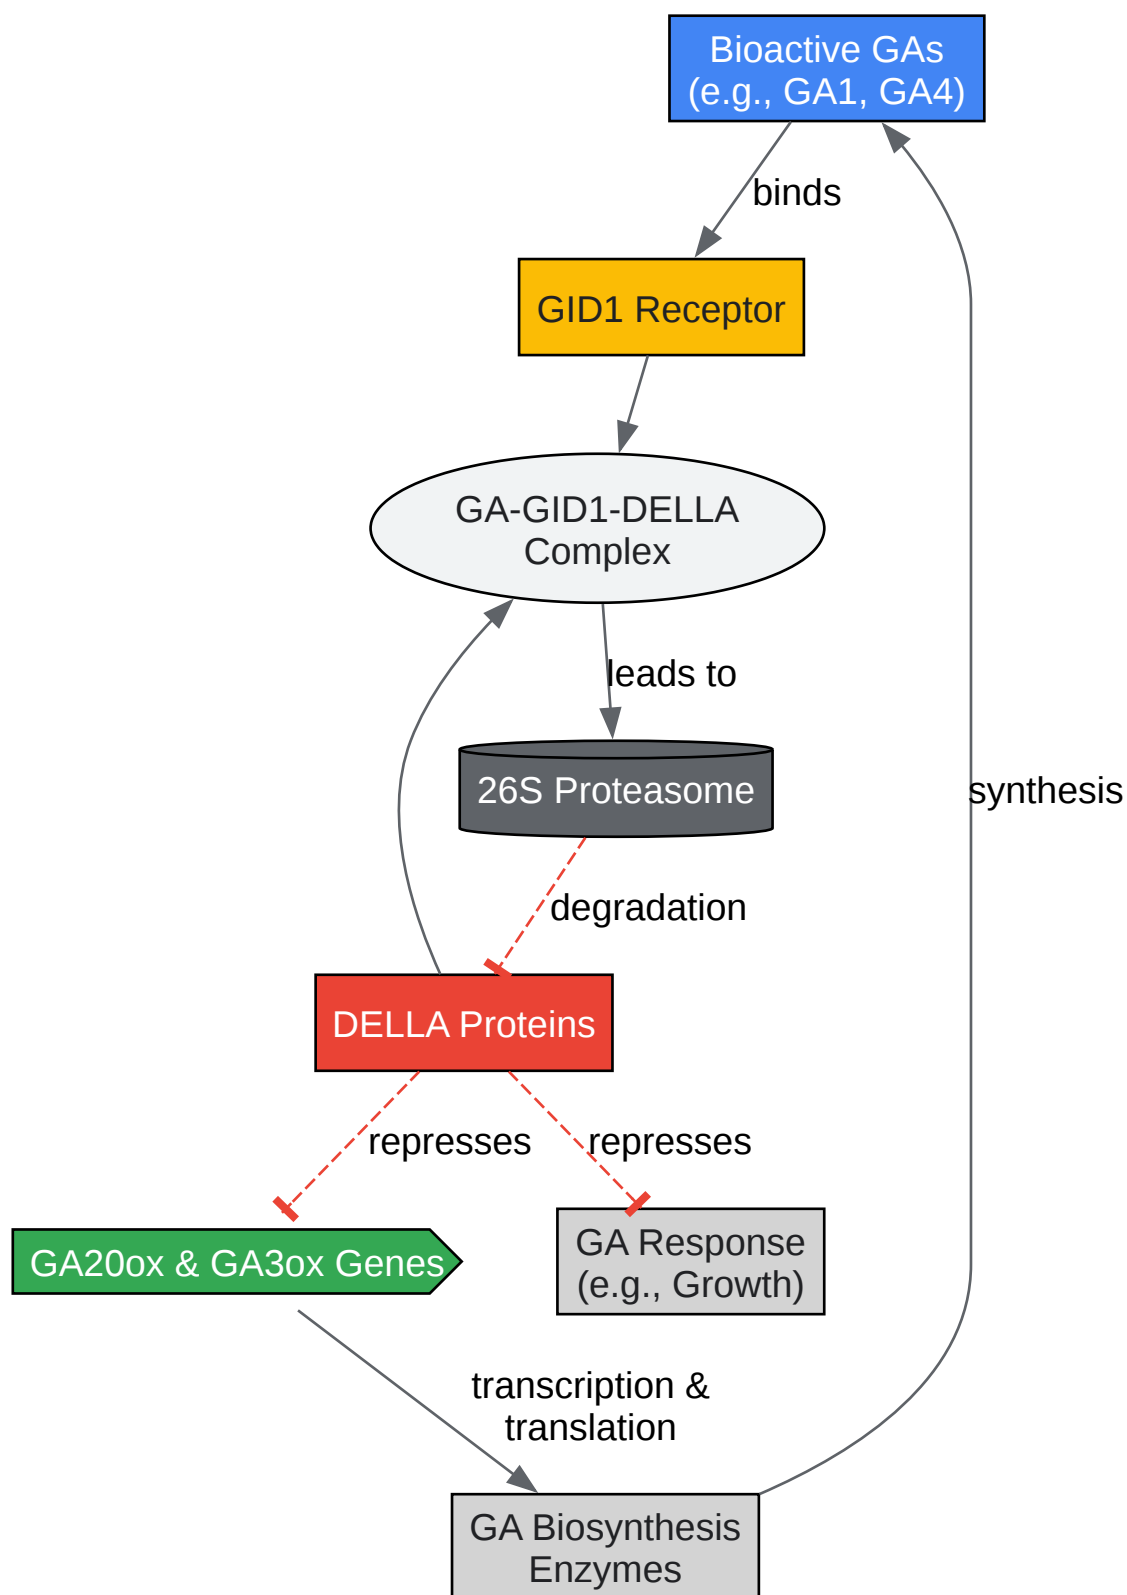 Bioactive GAs
(e.g., GA1, GA4)
binds
GID1 Receptor
GA-GID1-DELLA
Complex
leads to
26S Proteasome
synthesis
degradation
DELLA Proteins
represses
represses
GA20ox & GA3ox Genes
GA Response
(e.g., Growth)
transcription &
translation
GA Biosynthesis
Enzymes